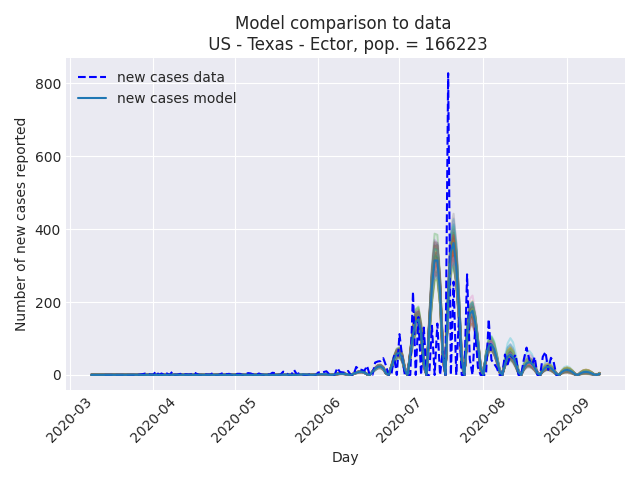 Model comparison to data
US - Texas - Ector, pop. = 166223
new cases data
new cases model
Number of new cases reported
800
600
400
200
0
2020-03
2020-04
2020-05
2020-06
2020-07
2020-08
2020-09
Day